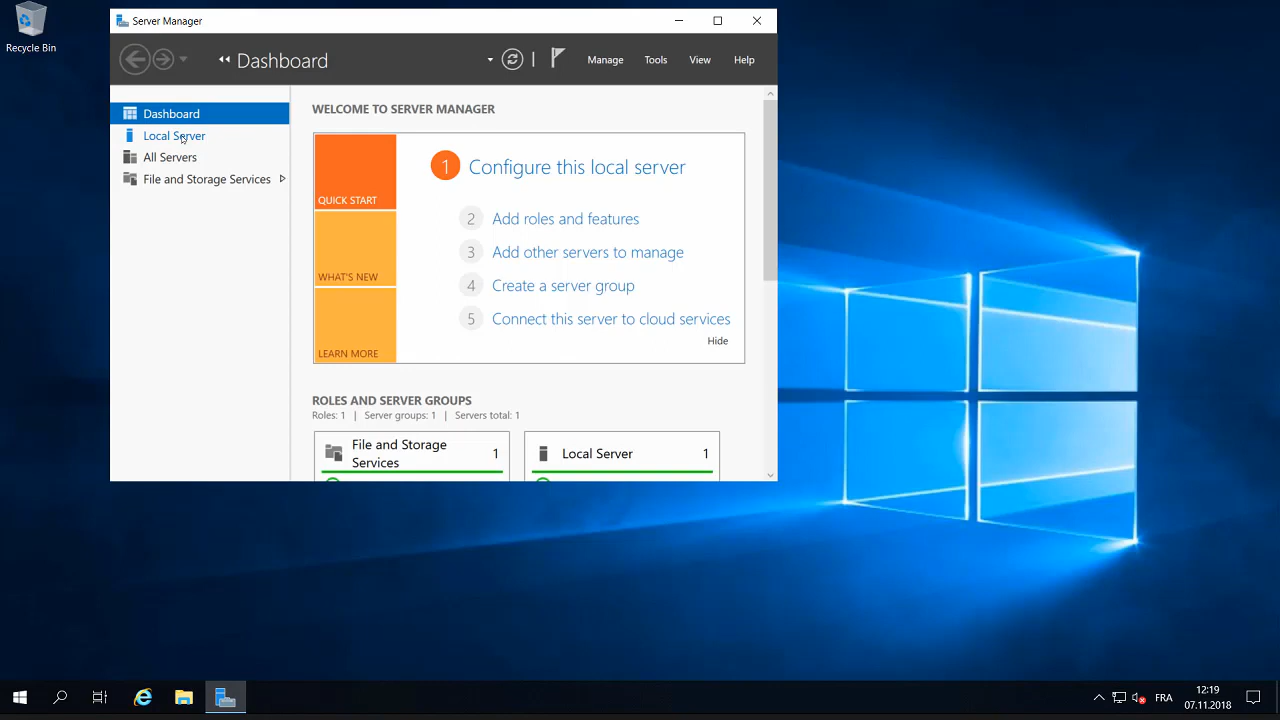 Recycle Bin
Server Manager
Dashboard
Manage
Tools
View
Help
Dashboard
Local Server
All Servers
File and Storage Services
WELCOME TO SERVER MANAGER
QUICK START
WHAT'S NEW
LEARN MORE
1 Configure this local server
2 Add roles and features
3 Add other servers to manage
4 Create a server group
5 Connect this server to cloud services
Hide
ROLES AND SERVER GROUPS
Roles: 1 | Server groups: 1 | Servers total: 1
File and Storage
Services
1
Local Server 1
FRA
12:19
07.11.2018